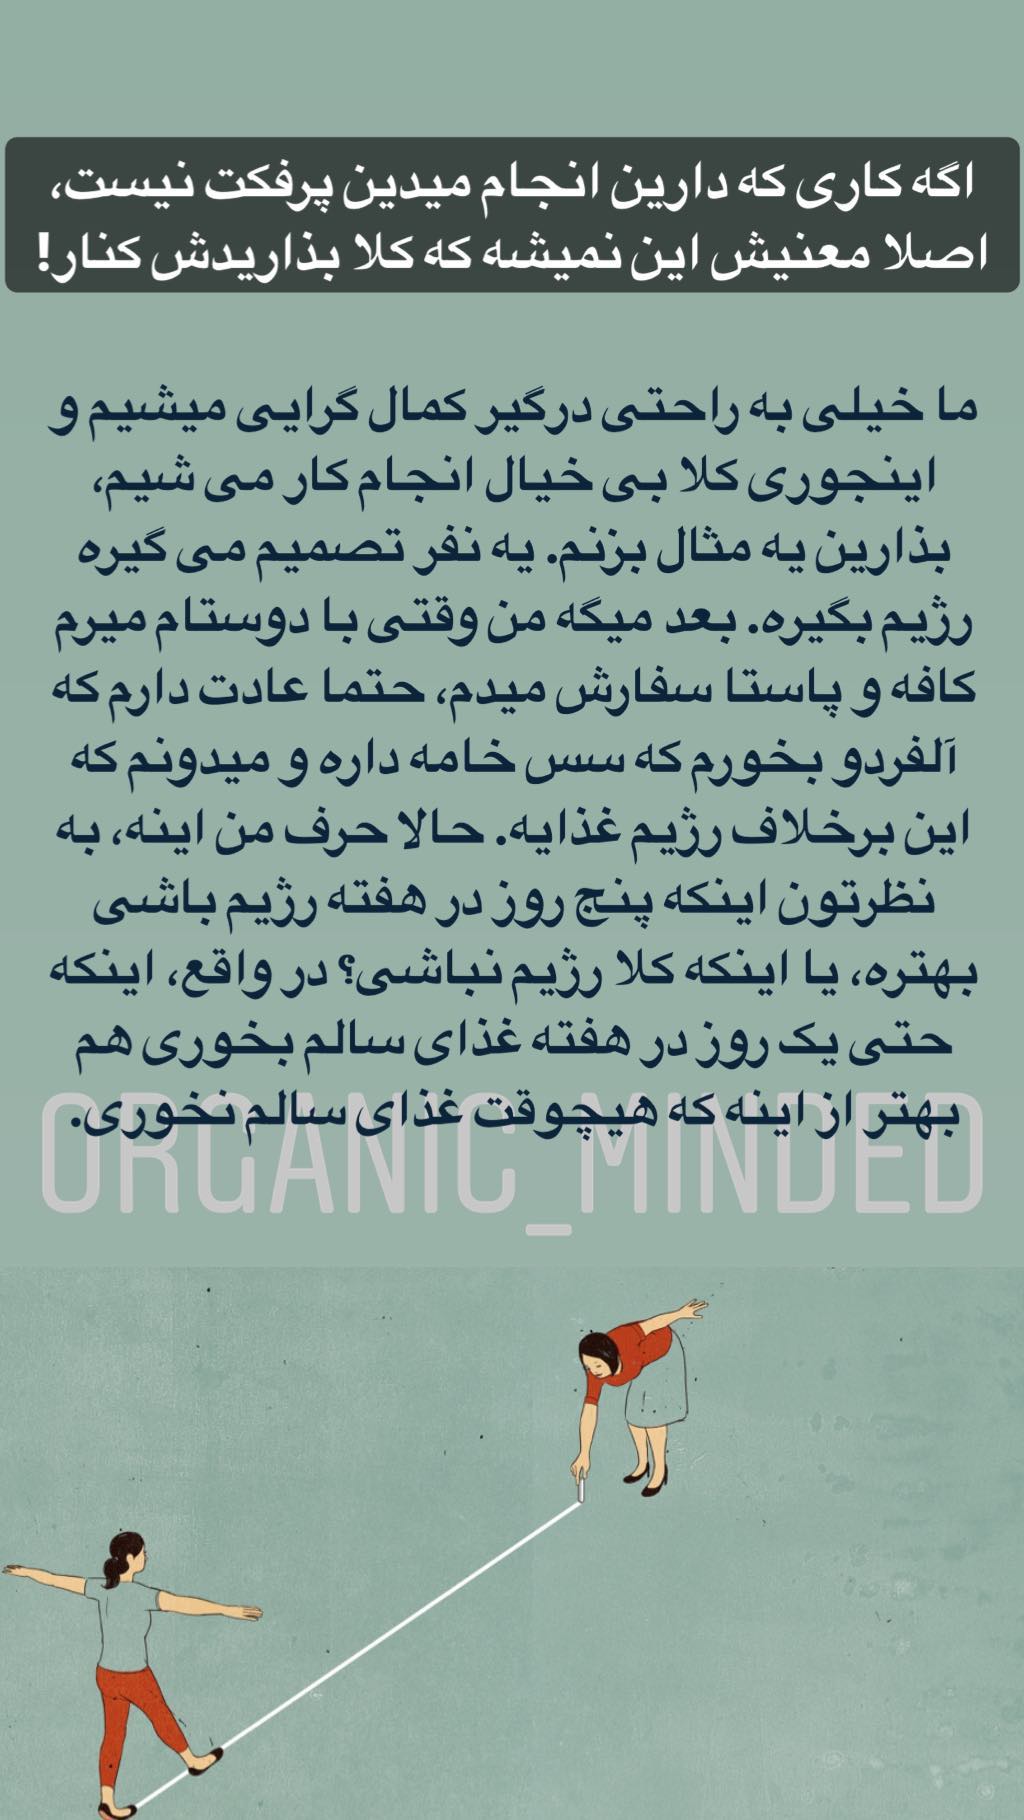 اگه کاری که دارین انجام میدین پرفکت نیست،
اصلا معنیش این نمیشه که کلا بذاریدش کنار!
ما خیلی به راحتی درگیر کمال گرایی میشیم و
اینجوری کلا بی خیال انجام کار می شیم،
بذارین یه مثال بزنم. یه نفر تصمیم می گیره
رژیم بگیره. بعد میگه من وقتی با دوستام میرم
کافه و پاستا سفارش میدم، حتما عادت دارم که
آلفردو بخورم که سس خامه داره و میدونم که
این برخلاف رژیم غذایه. حالا حرف من اینه، به
نظرتون اینکه پنج روز در هفته رژیم باشی
بهتره، یا اینکه کلا رژیم نباشی؟ در واقع، اینکه
حتی یک روز در هفته غذای سالم بخوری هم
بهتر از اینه که هیچوقت غذای سالم نخوری.
ORGANIC_MINDED